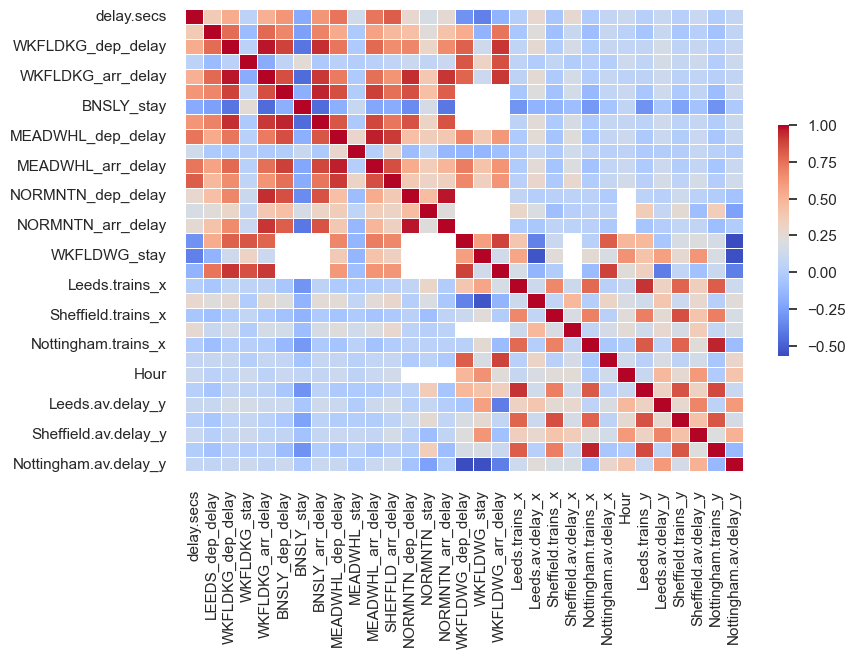 delay.secs
WKFLDKG_dep_delay
WKFLDKG_arr_delay
BNSLY_stay
MEADWHL_dep_delay
MEADWHL_arr_delay
NORMNTN_dep_delay
NORMNTN_arr_delay
WKFLDWG_stay
Leeds.trains_x
Sheffield.trains_x
Nottingham.trains_x
Hour
Leeds.av.delay_y
Sheffield.av.delay_y
Nottingham.av.delay_y
1.00
0.75
0.50
0.25
0.00
−0.25
−0.50
delay.secs
LEEDS_dep_delay
WKFLDKG_dep_delay
WKFLDKG_stay
WKFLDKG_arr_delay
BNSLY_dep_delay
BNSLY_stay
BNSLY_arr_delay
MEADWHL_dep_delay
MEADWHL_stay
MEADWHL_arr_delay
SHEFFLD_arr_delay
NORMNTN_dep_delay
NORMNTN_stay
NORMNTN_arr_delay
WKFLDWG_dep_delay
WKFLDWG_stay
WKFLDWG_arr_delay
Leeds.trains_x
Leeds.av.delay_x
Sheffield.trains_x
Sheffield.av.delay_x
Nottingham.trains_x
Nottingham.av.delay_x
Hour
Leeds.trains_y
Leeds.av.delay_y
Sheffield.trains_y
Sheffield.av.delay_y
Nottingham.trains_y
Nottingham.av.delay_y